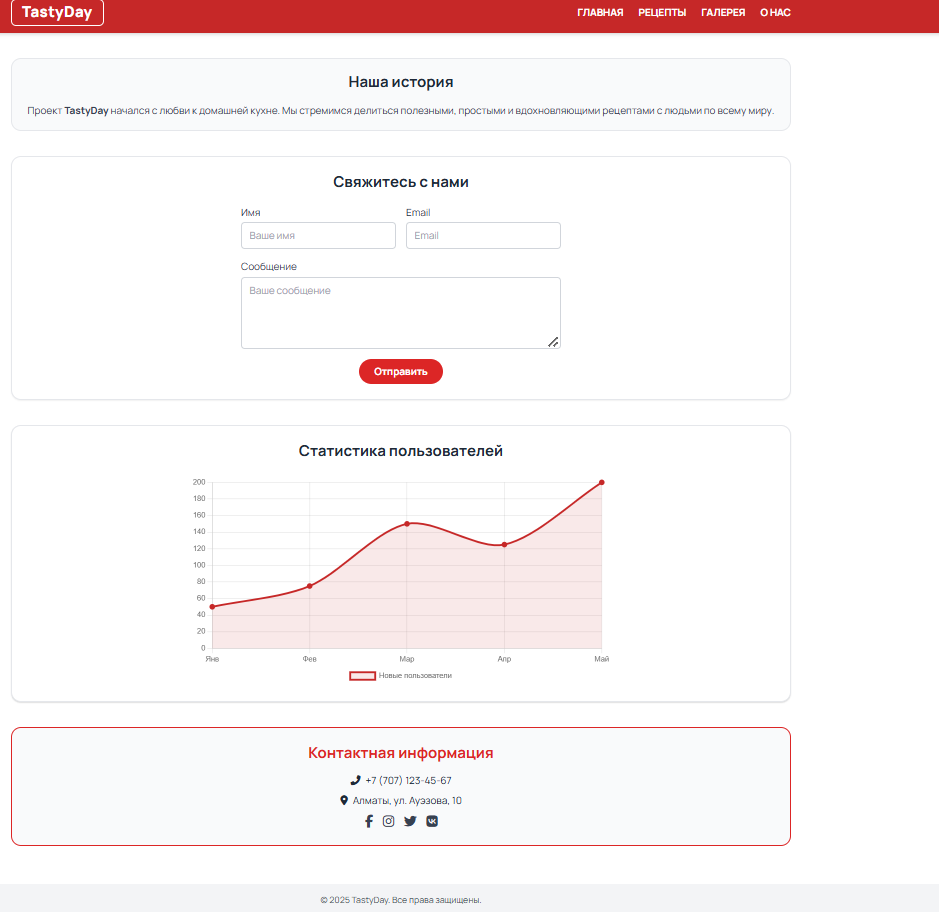 TastyDay
ГЛАВНАЯ РЕЦЕПТЫ ГАЛЕРЕЯ О НАС
Наша история
Проект TastyDay начался с любви к домашней кухне. Мы стремимся делиться полезными, простыми и вдохновляющими рецептами с людьми по всему миру.
Свяжитесь с нами
Имя Email
Ваше имя Email
Сообщение
Ваше сообщение
Отправить
Статистика пользователей
200
180
160
140
120
100
80
60
40
20
0
Янв Фев Мар Апр Май
Новые пользователи
Контактная информация
+7 (707) 123-45-67
Алматы, ул. Ауэзова, 10
© 2025 TastyDay. Все права защищены.